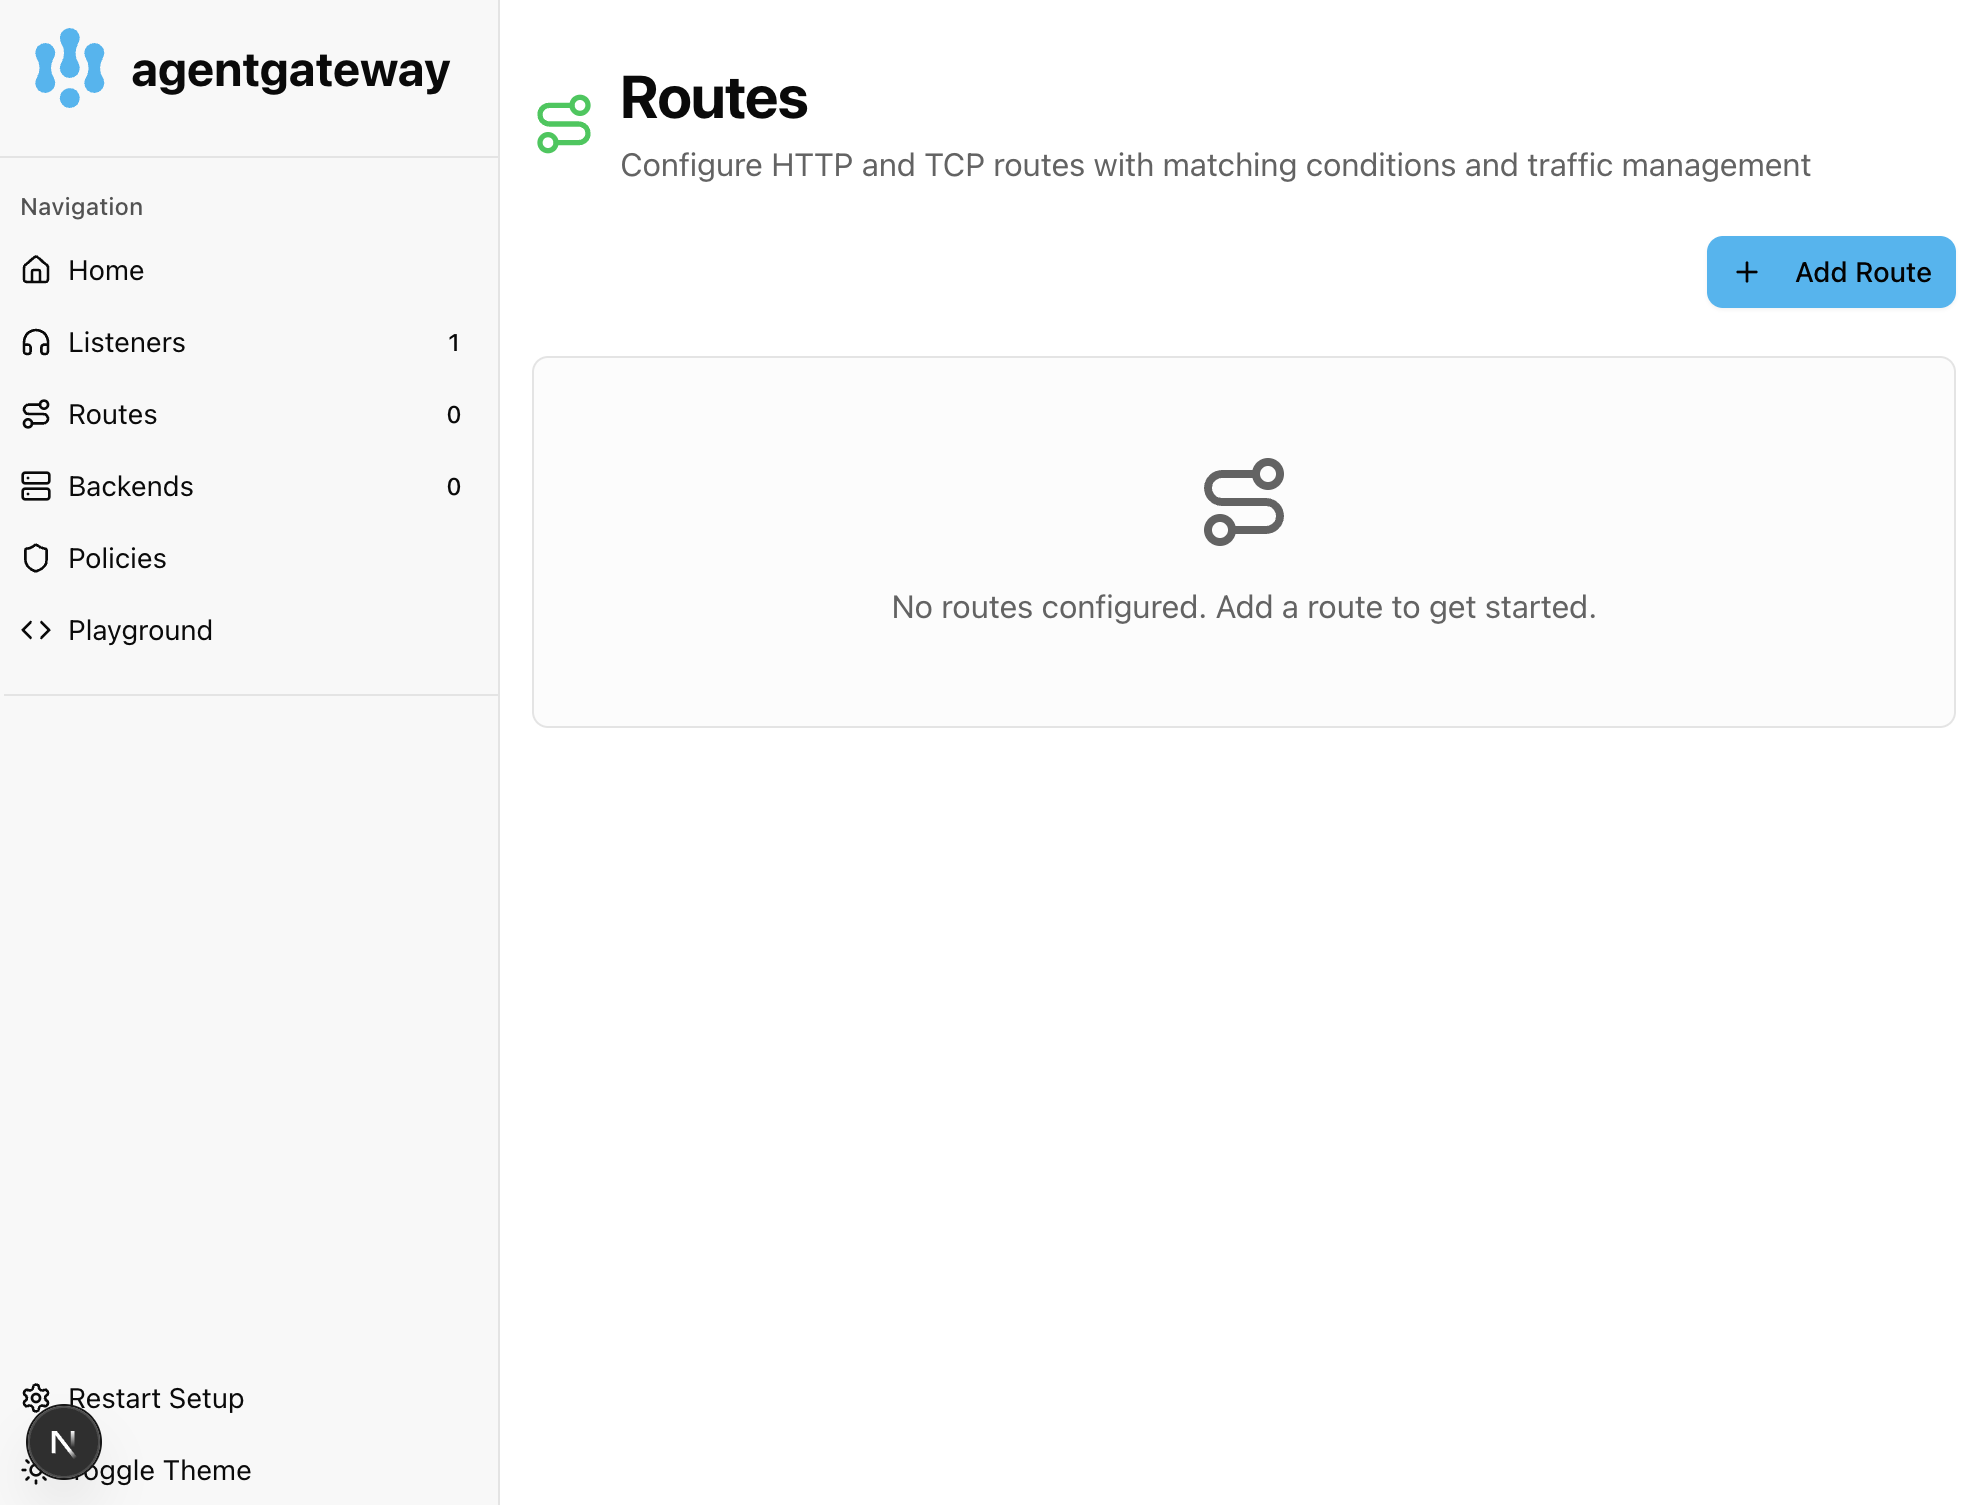 agentgateway
Navigation
Home
Listeners 1
Routes 0
Backends 0
Policies
Playground
Restart Setup
N
oggle Theme
Routes
Configure HTTP and TCP routes with matching conditions and traffic management
+ Add Route
No routes configured. Add a route to get started.